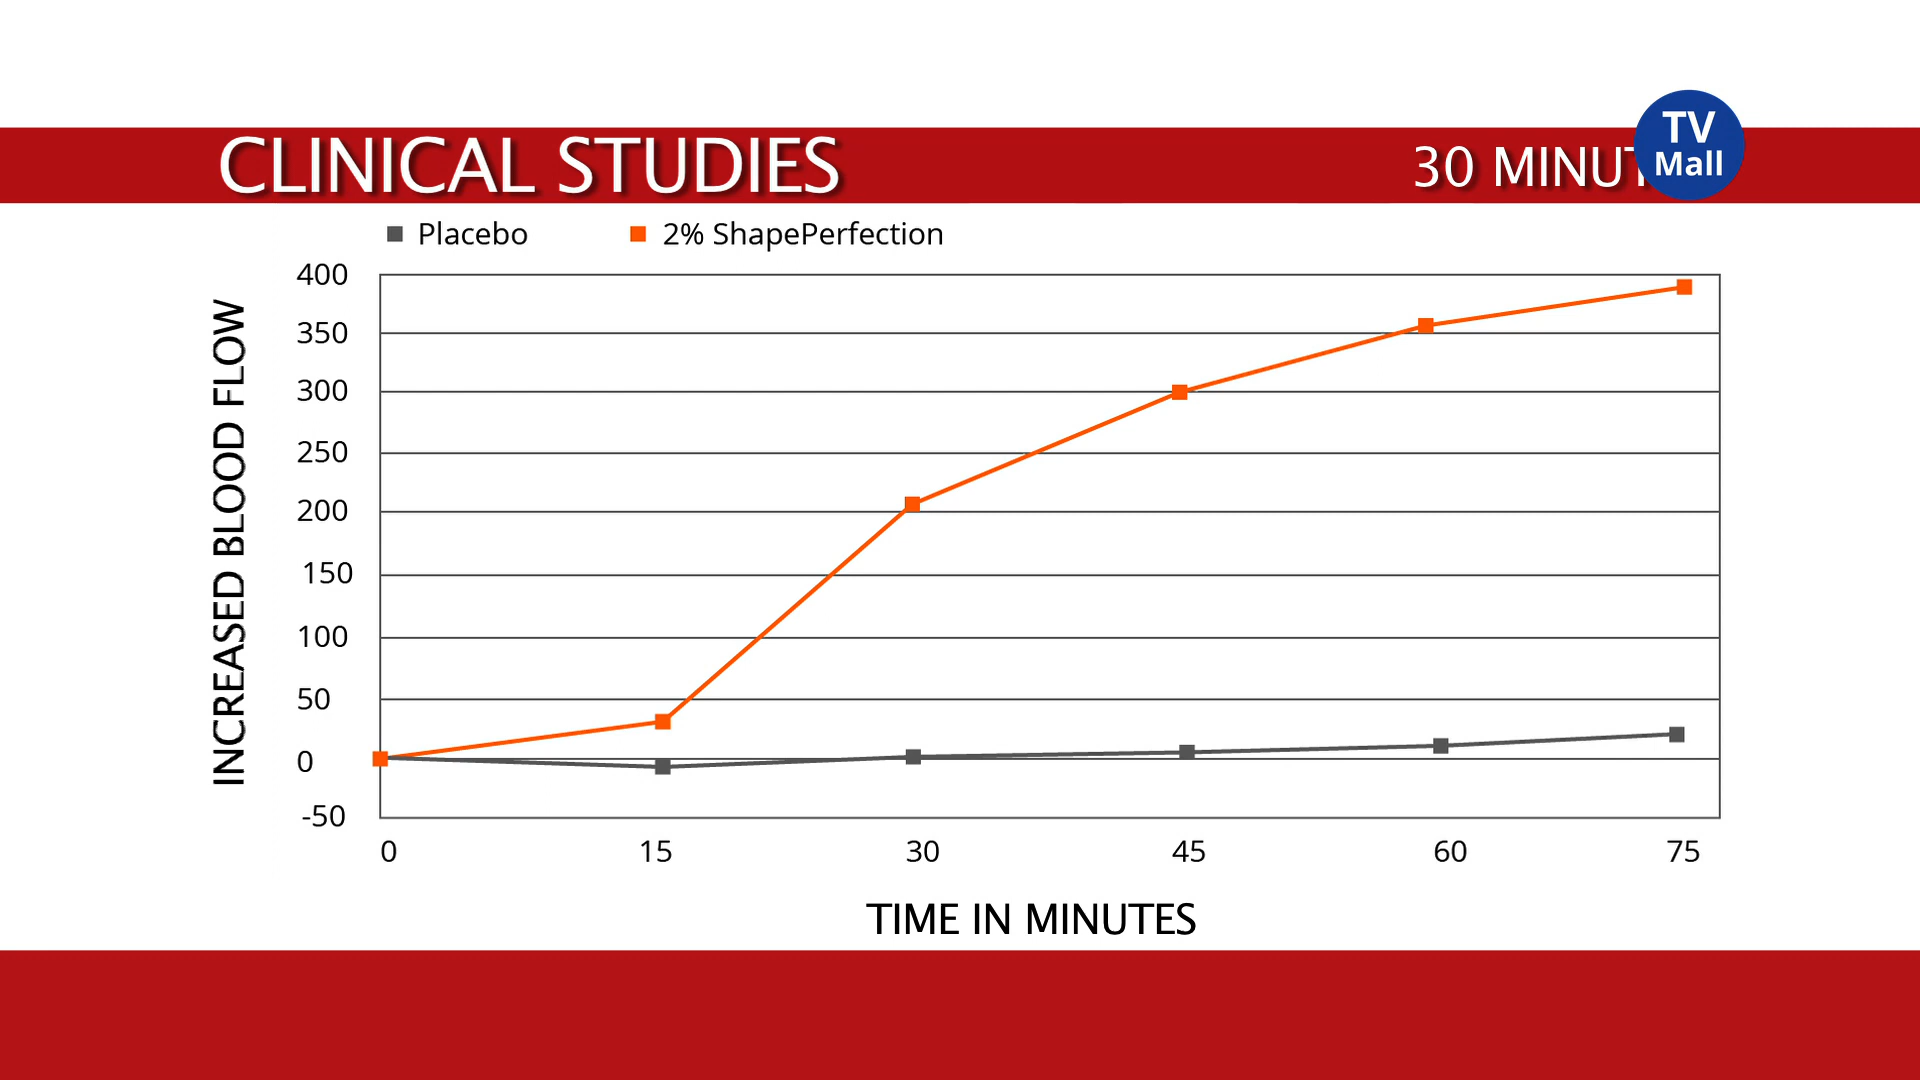 CLINICAL STUDIES
30 MINUT
TV
Mall
Placebo
2% ShapePerfection
INCREASED BLOOD FLOW
400
350
300
250
200
150
100
50
0
-50
0 15 30 45 60 75
TIME IN MINUTES